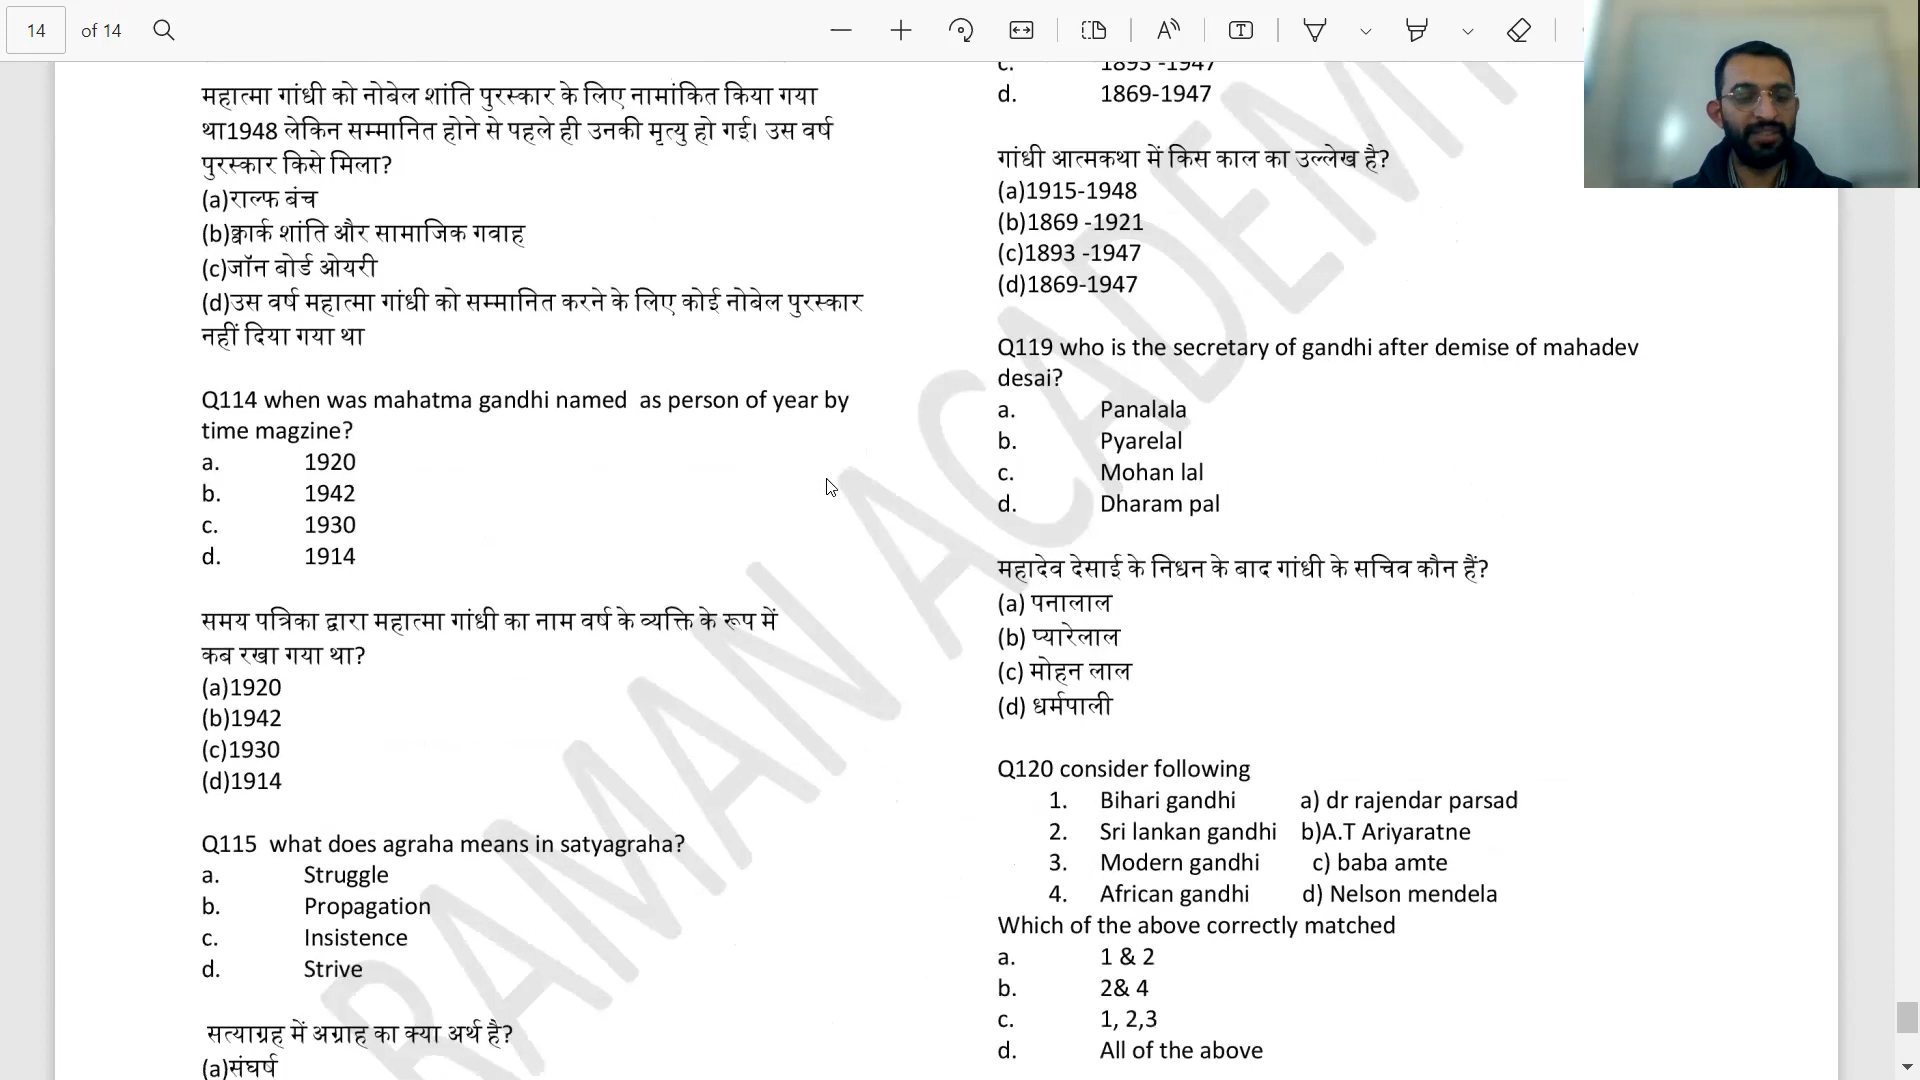 14 of 14
महात्मा गांधी को नोबेल शांति पुरस्कार के लिए नामांकित किया गया
था1948 लेकिन सम्मानित होने से पहले ही उनकी मृत्यु हो गई। उस वर्ष
पुरस्कार किसे मिला?
(a)राल्फ बंच
(b)क्वार्क शांति और सामाजिक गवाह
(c)जॉन बोर्ड ओयरी
(d)उस वर्ष महात्मा गांधी को सम्मानित करने के लिए कोई नोबेल पुरस्कार
नहीं दिया गया था
Q114 when was mahatma gandhi named as person of year by
time magzine?
a. 1920
b. 1942
c. 1930
d. 1914
समय पत्रिका द्वारा महात्मा गांधी का नाम वर्ष के व्यक्ति के रूप में
कब रखा गया था?
(a)1920
(b)1942
(c)1930
(d)1914
Q115 what does agraha means in satyagraha?
a. Struggle
b. Propagation
c. Insistence
d. Strive
सत्याग्रह में अग्राह का क्या अर्थ है?
(a)संघर्ष
c. 1893 -1947
d. 1869-1947
गांधी आत्मकथा में किस काल का उल्लेख है?
(a)1915-1948
(b)1869 -1921
(c)1893 -1947
(d)1869-1947
Q119 who is the secretary of gandhi after demise of mahadev
desai?
a. Panalala
b. Pyarelal
c. Mohan lal
d. Dharam pal
महादेव देसाई के निधन के बाद गांधी के सचिव कौन हैं?
(a) पनालाल
(b) प्यारेलाल
(c) मोहन लाल
(d) धर्मपाली
Q120 consider following
1. Bihari gandhi a) dr rajendar parsad
2. Sri lankan gandhi b)A.T Ariyaratne
3. Modern gandhi c) baba amte
4. African gandhi d) Nelson mendela
Which of the above correctly matched
a. 1 & 2
b. 2& 4
c. 1, 2,3
d. All of the above
RAMAN ACADEMY